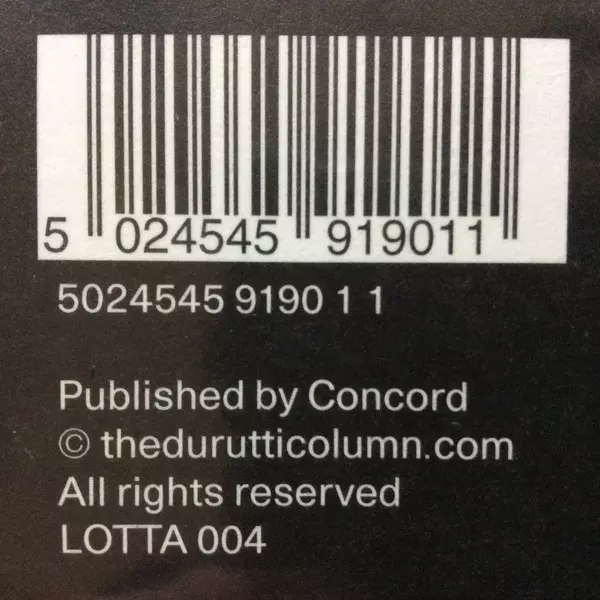 5 024545 919011
5024545 9190 1 1
Published by Concord
© thedurutticolumn.com
All rights reserved
LOTTA 004